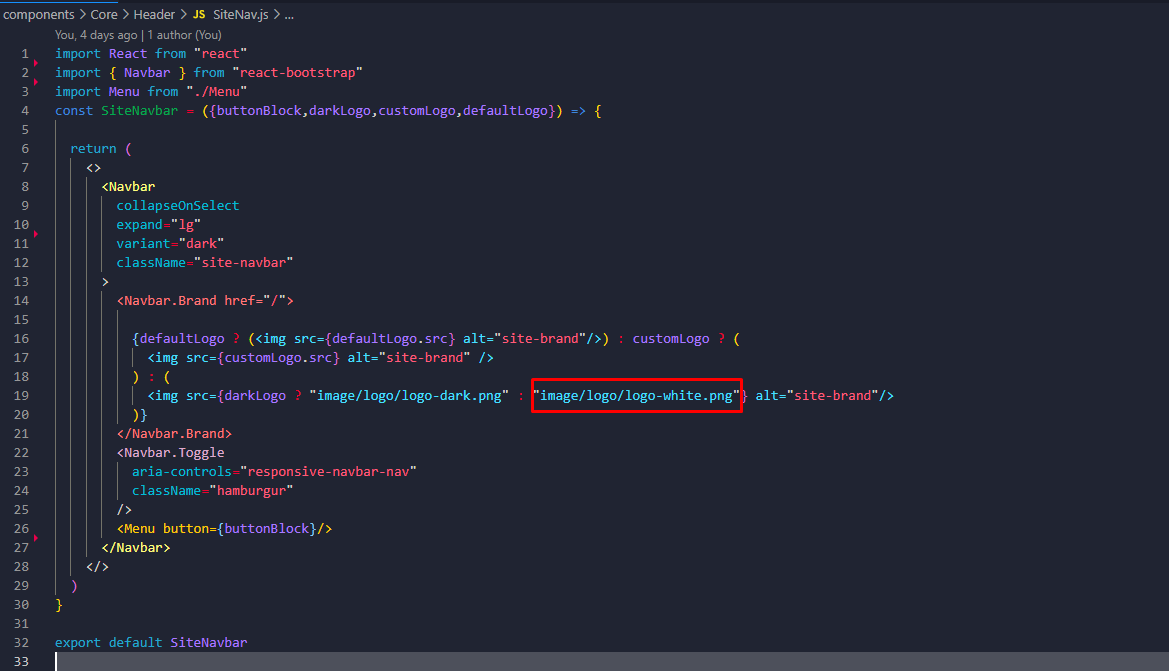 components > Core > Header > JS SiteNav.js > ...
You, 4 days ago | 1 author (You)
1 import React from "react"
2 import { Navbar } from "react-bootstrap"
3 import Menu from "./Menu"
4 const SiteNavbar = ({buttonBlock,darkLogo,customLogo,defaultLogo}) => {
5
6 return (
7 <>
8 <Navbar
9 collapseOnSelect
10 expand="lg"
11 variant="dark"
12 className="site-navbar"
13 >
14 <Navbar.Brand href="/">
15
16 {defaultLogo ? (<img src={defaultLogo.src} alt="site-brand"/>) : customLogo ? (
17 <img src={customLogo.src} alt="site-brand" />
18 ) : (
19 <img src={darkLogo ? "image/logo/logo-dark.png" : "image/logo/logo-white.png"} alt="site-brand"/>
20 )}
21 </Navbar.Brand>
22 <Navbar.Toggle
23 aria-controls="responsive-navbar-nav"
24 className="hamburgur"
25 />
26 <Menu button={buttonBlock}/>
27 </Navbar>
28 </>
29 )
30 }
31
32 export default SiteNavbar
33